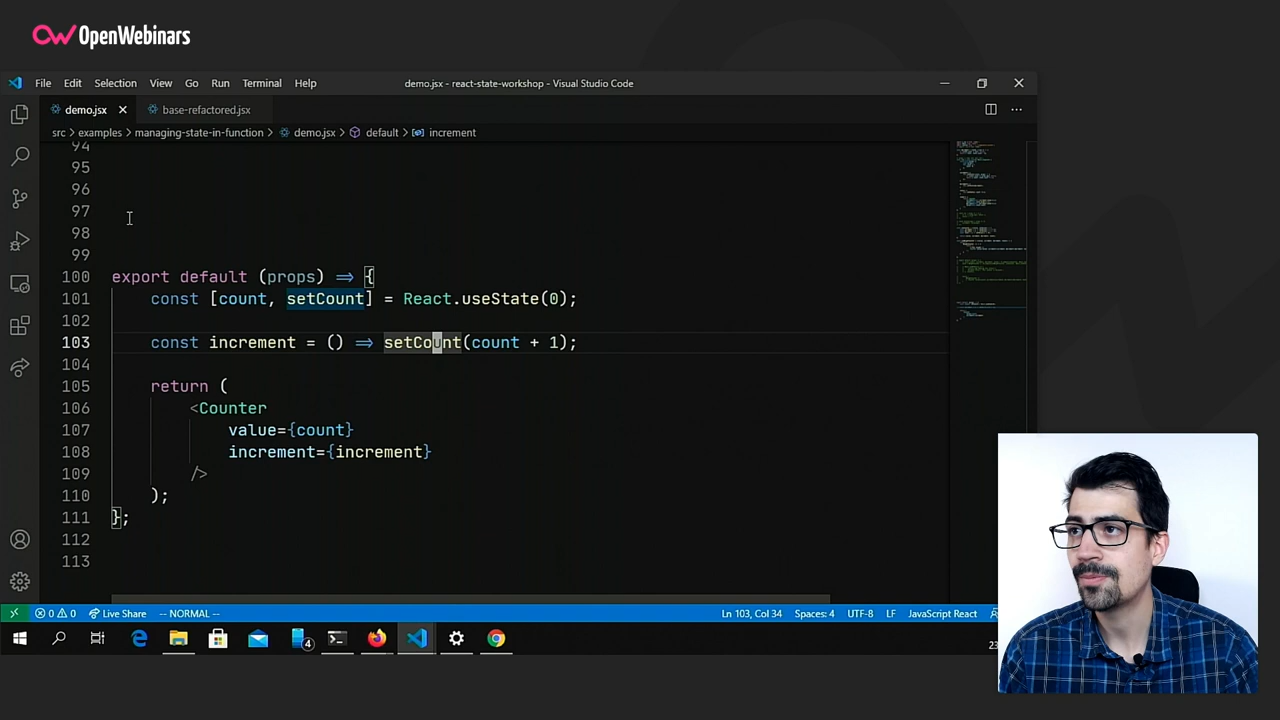 OpenWebinars
File Edit Selection View Go Run Terminal Help
demo.jsx - react-state-workshop - Visual Studio Code
demo.jsx
base-refactored.jsx
src > examples > managing-state-in-function > demo.jsx > default > increment
94
95
96
97
98
99
100 export default (props) => {
101 const [count, setCount] = React.useState(0);
102
103 const increment = () => setCount(count + 1);
104
105 return (
106 <Counter
107 value={count}
108 increment={increment}
109 />
110 );
111 };
112
113
0 0 Live Share -- NORMAL -- Ln 103, Col 34 Spaces: 4 UTF-8 LF JavaScript React
4
23